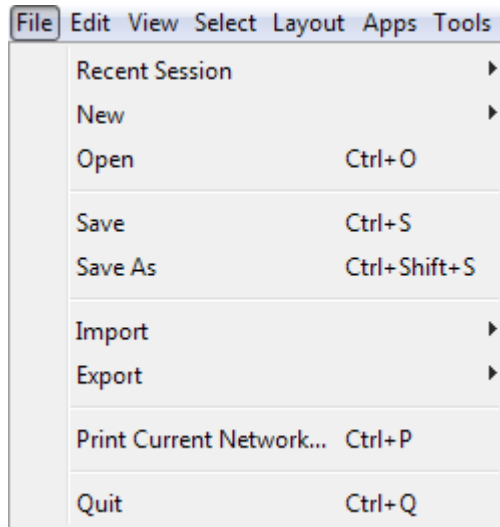 File Edit View Select Layout Apps Tools
Recent Session
New
Open Ctrl+O
Save Ctrl+S
Save As Ctrl+Shift+S
Import
Export
Print Current Network... Ctrl+P
Quit Ctrl+Q